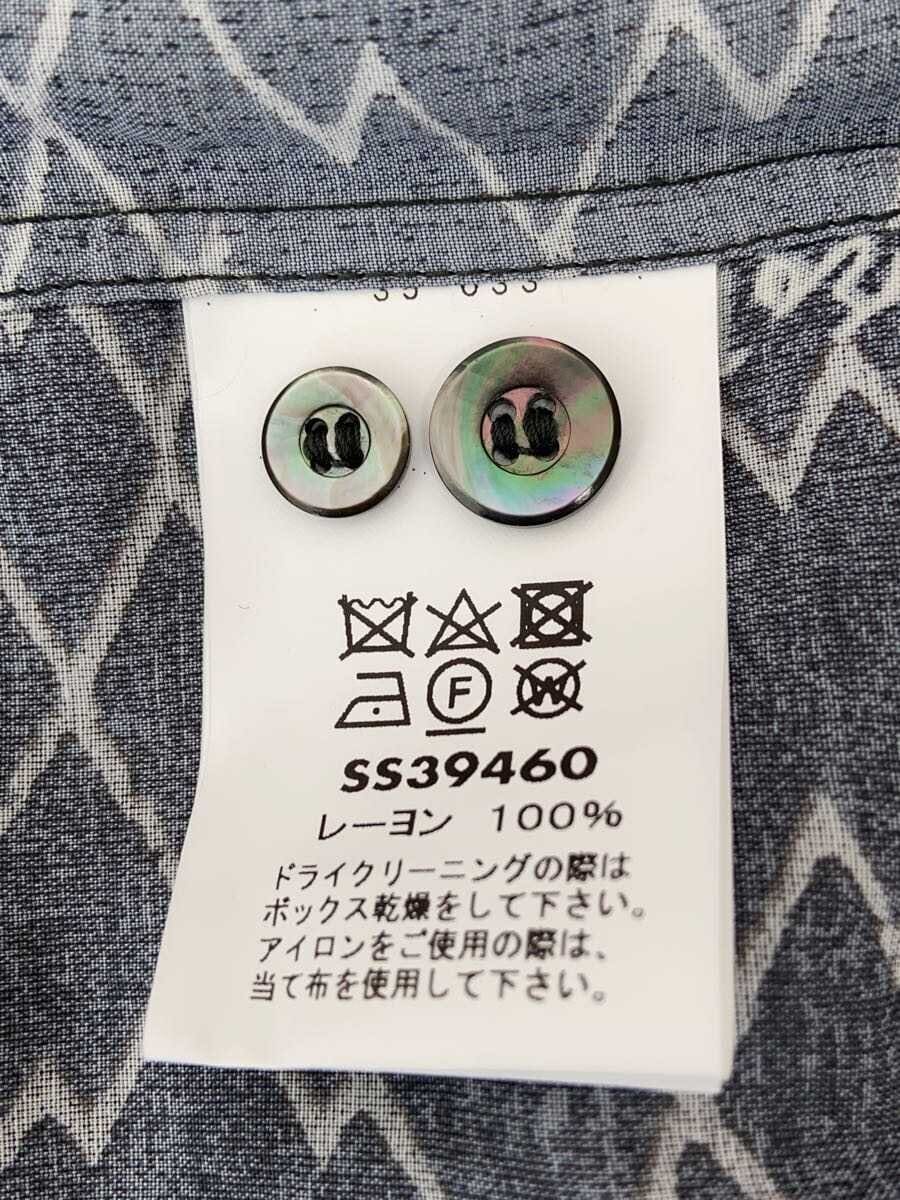 F
W
SS39460
レーヨン 100%
ドライクリーニングの際は
ボックス乾燥をして下さい。
アイロンをご使用の際は、
当て布を使用して下さい。